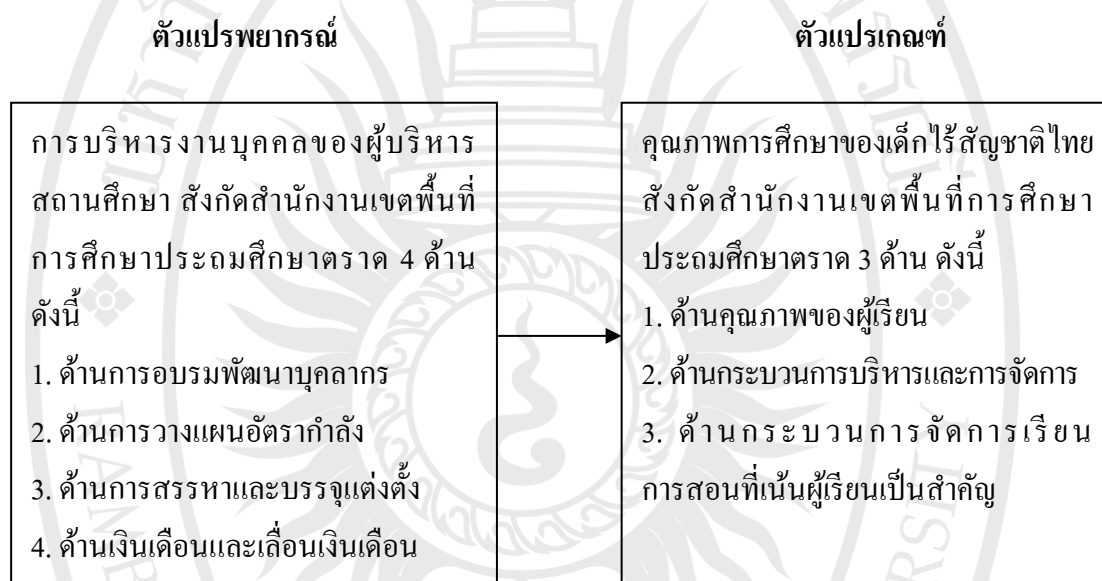 ตัวแปรพยากรณ์
ตัวแปรเกณฑ์
การบริหารงานบุคคลของผู้บริหาร
สถานศึกษา สังกัดสำนักงานเขตพื้นที่
การศึกษาประถมศึกษาตราด 4 ด้าน
ดังนี้
1. ด้านการอบรมพัฒนาบุคลากร
2. ด้านการวางแผนอัตรากำลัง
3. ด้านการสรรหาและบรรจุแต่งตั้ง
4. ด้านเงินเดือนและเลื่อนเงินเดือน
คุณภาพการศึกษาของเด็กไร้สัญชาติไทย
สังกัดสำนักงานเขตพื้นที่การศึกษา
ประถมศึกษาตราด 3 ด้าน ดังนี้
1. ด้านคุณภาพของผู้เรียน
2. ด้านกระบวนการบริหารและการจัดการ
3. ด้านกระบวนการจัดการเรียน
การสอนที่เน้นผู้เรียนเป็นสำคัญ